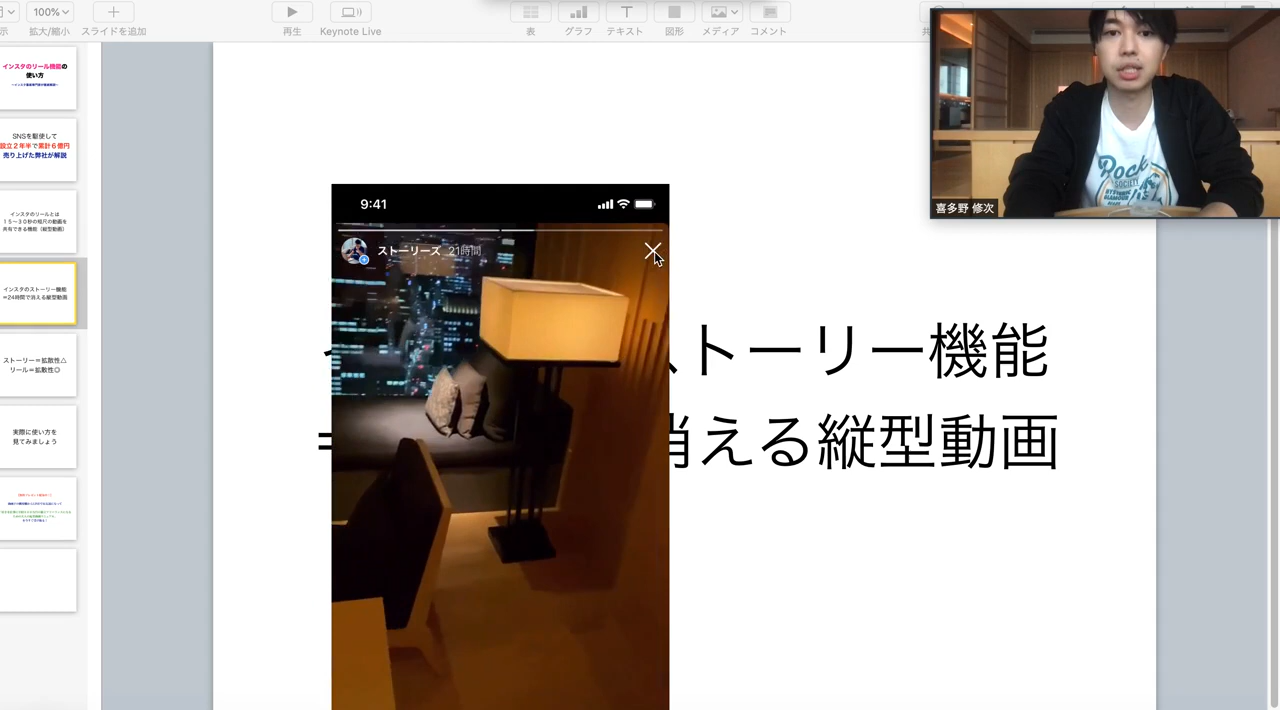 100%
拡大/縮小
スライドを追加
再生
Keynote Live
表
グラフ
テキスト
図形
メディア
コメント
インスタのリール機能の
使い方
SNSを駆使して
設立２年半で累計６億円
売り上げた弊社が解説
インスタのリールとは
１５〜３０秒の短尺の動画を
共有できる機能（縦型動画）
インスタのストーリー機能
＝24時間で消える縦型動画
ストーリー＝拡散性△
リール＝拡散性◎
実際に使い方を
見てみましょう
9:41
ストーリーズ 21時間
ストーリー機能
消える縦型動画
Rock
SOCIETY
喜多野 修次